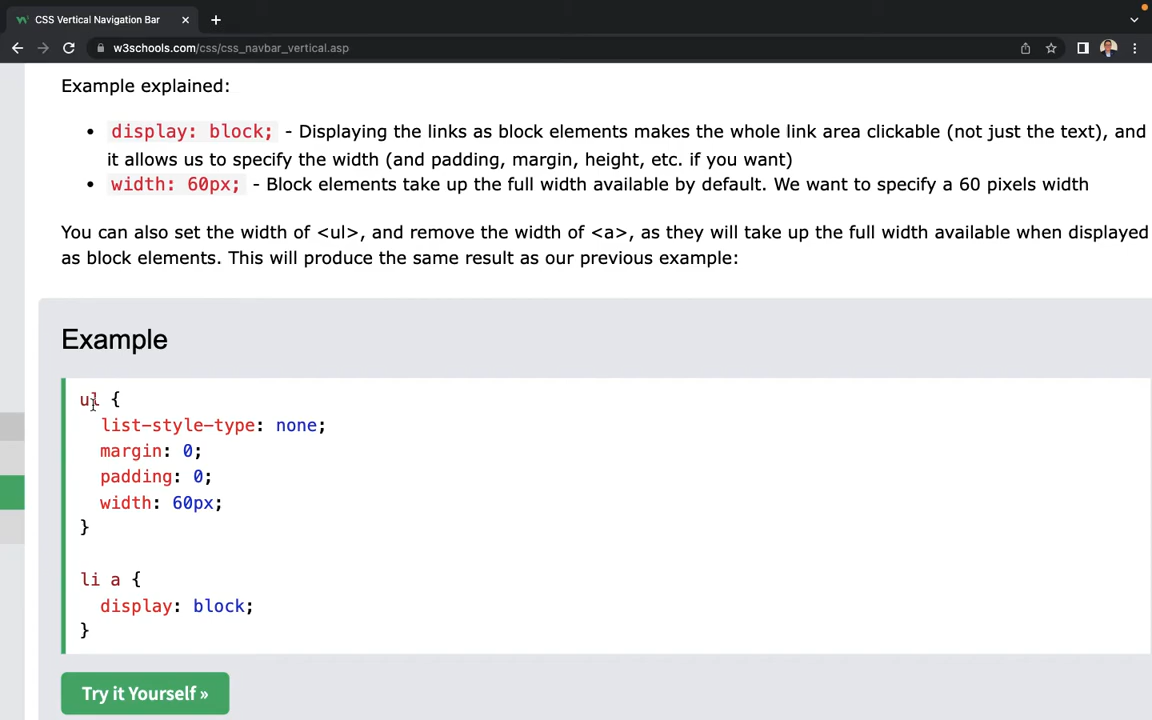 CSS Vertical Navigation Bar
w3schools.com/css/css_navbar_vertical.asp
Example explained:
display: block; - Displaying the links as block elements makes the whole link area clickable (not just the text), and
it allows us to specify the width (and padding, margin, height, etc. if you want)
width: 60px; - Block elements take up the full width available by default. We want to specify a 60 pixels width
You can also set the width of <ul>, and remove the width of <a>, as they will take up the full width available when displayed
as block elements. This will produce the same result as our previous example:
Example
ul {
list-style-type: none;
margin: 0;
padding: 0;
width: 60px;
}
li a {
display: block;
}
Try it Yourself »